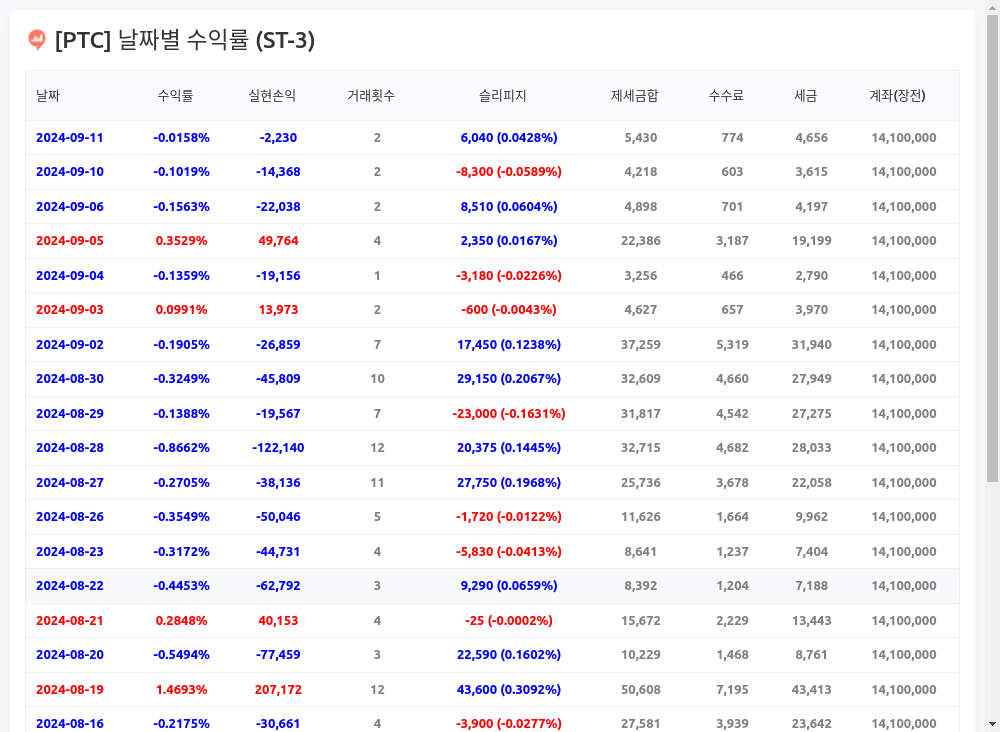 [PTC] 날짜별 수익률 (ST-3)
날짜 수익률 실현손익 거래횟수 슬리피지 제세금합 수수료 세금 계좌(장전)
2024-09-11 -0.0158% -2,230 2 6,040 (0.0428%) 5,430 774 4,656 14,100,000
2024-09-10 -0.1019% -14,368 2 -8,300 (-0.0589%) 4,218 603 3,615 14,100,000
2024-09-06 -0.1563% -22,038 2 8,510 (0.0604%) 4,898 701 4,197 14,100,000
2024-09-05 0.3529% 49,764 4 2,350 (0.0167%) 22,386 3,187 19,199 14,100,000
2024-09-04 -0.1359% -19,156 1 -3,180 (-0.0226%) 3,256 466 2,790 14,100,000
2024-09-03 0.0991% 13,973 2 -600 (-0.0043%) 4,627 657 3,970 14,100,000
2024-09-02 -0.1905% -26,859 7 17,450 (0.1238%) 37,259 5,319 31,940 14,100,000
2024-08-30 -0.3249% -45,809 10 29,150 (0.2067%) 32,609 4,660 27,949 14,100,000
2024-08-29 -0.1388% -19,567 7 -23,000 (-0.1631%) 31,817 4,542 27,275 14,100,000
2024-08-28 -0.8662% -122,140 12 20,375 (0.1445%) 32,715 4,682 28,033 14,100,000
2024-08-27 -0.2705% -38,136 11 27,750 (0.1968%) 25,736 3,678 22,058 14,100,000
2024-08-26 -0.3549% -50,046 5 -1,720 (-0.0122%) 11,626 1,664 9,962 14,100,000
2024-08-23 -0.3172% -44,731 4 -5,830 (-0.0413%) 8,641 1,237 7,404 14,100,000
2024-08-22 -0.4453% -62,792 3 9,290 (0.0659%) 8,392 1,204 7,188 14,100,000
2024-08-21 0.2848% 40,153 4 -25 (-0.0002%) 15,672 2,229 13,443 14,100,000
2024-08-20 -0.5494% -77,459 3 22,590 (0.1602%) 10,229 1,468 8,761 14,100,000
2024-08-19 1.4693% 207,172 12 43,600 (0.3092%) 50,608 7,195 43,413 14,100,000
2024-08-16 -0.2175% -30,661 4 -3,900 (-0.0277%) 27,581 3,939 23,642 14,100,000